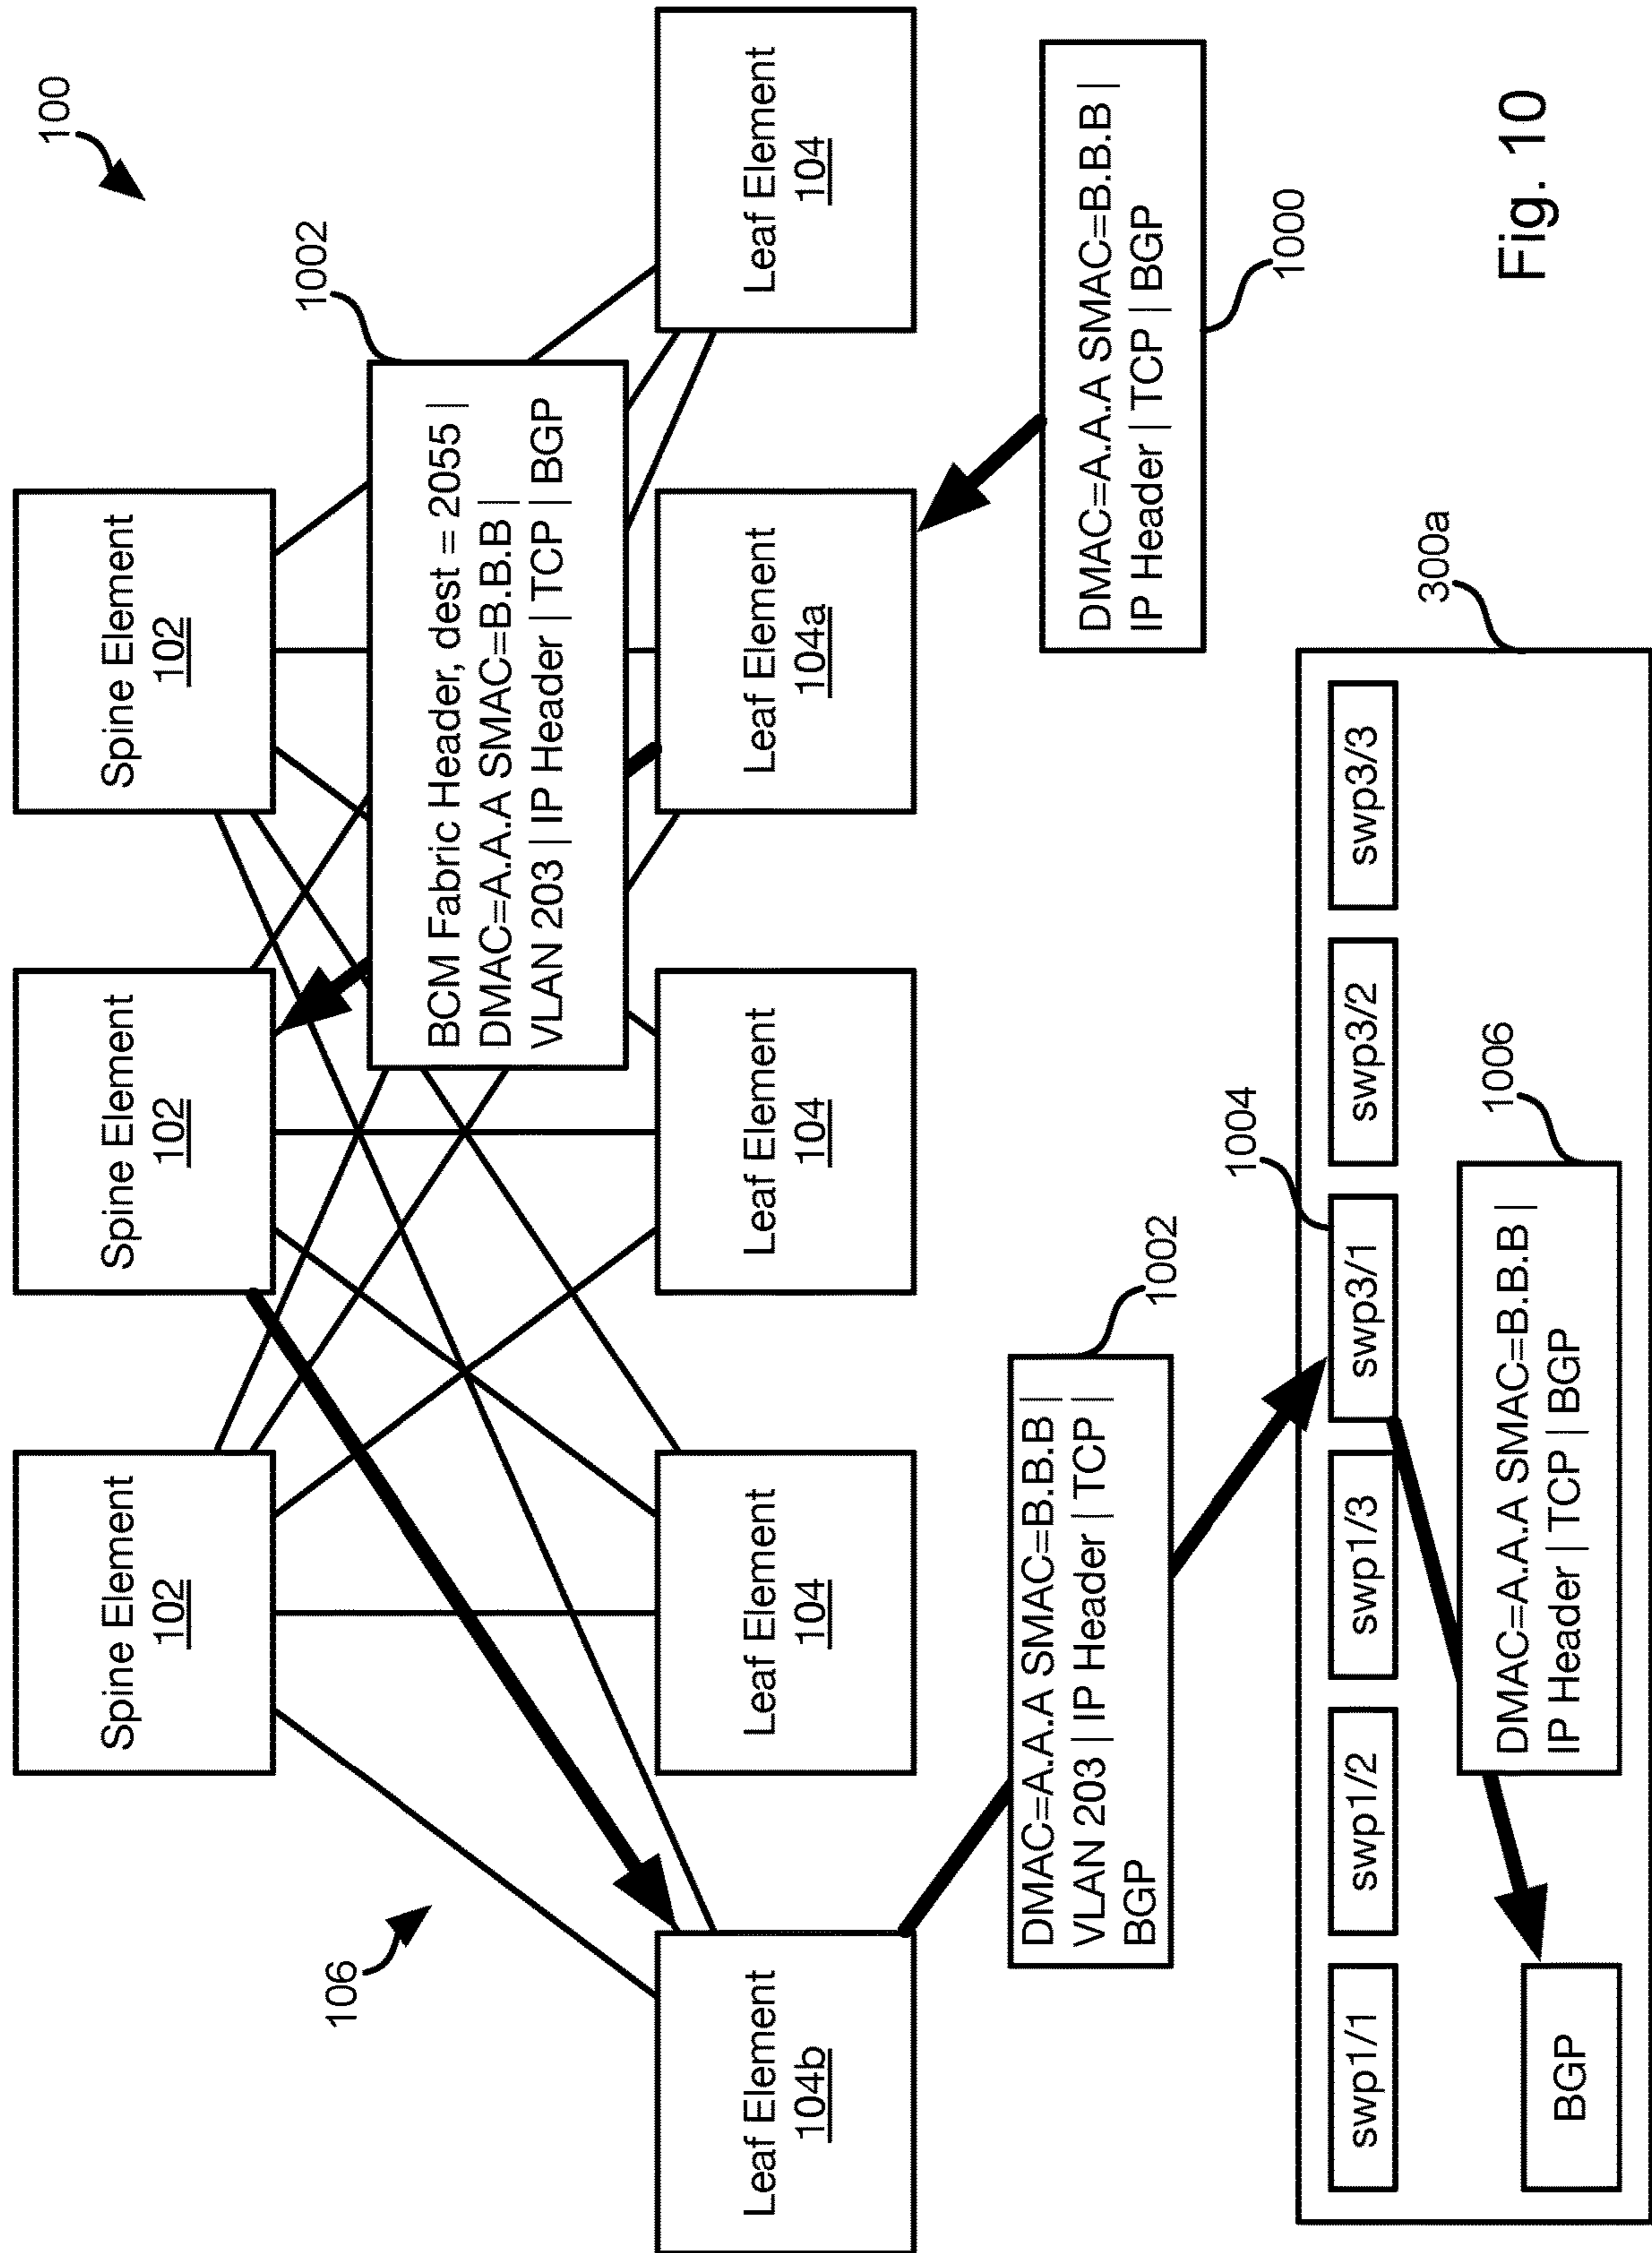 100
Spine Element
102
Spine Element
102
Spine Element
102
1002
BCM Fabric Header, dest = 2055 |
DMAC=A.A.A SMAC=B.B.B |
VLAN 203 | IP Header | TCP | BGP
106
Leaf Element
104b
Leaf Element
104
Leaf Element
104
Leaf Element
104a
Leaf Element
104
DMAC=A.A.A SMAC=B.B.B |
VLAN 203 | IP Header | TCP |
BGP
1002
DMAC=A.A.A SMAC=B.B.B |
IP Header | TCP | BGP
1000
1004
300a
swp1/1
swp1/2
swp1/3
swp3/1
swp3/2
swp3/3
1006
DMAC=A.A.A SMAC=B.B.B |
IP Header | TCP | BGP
BGP
Fig. 10